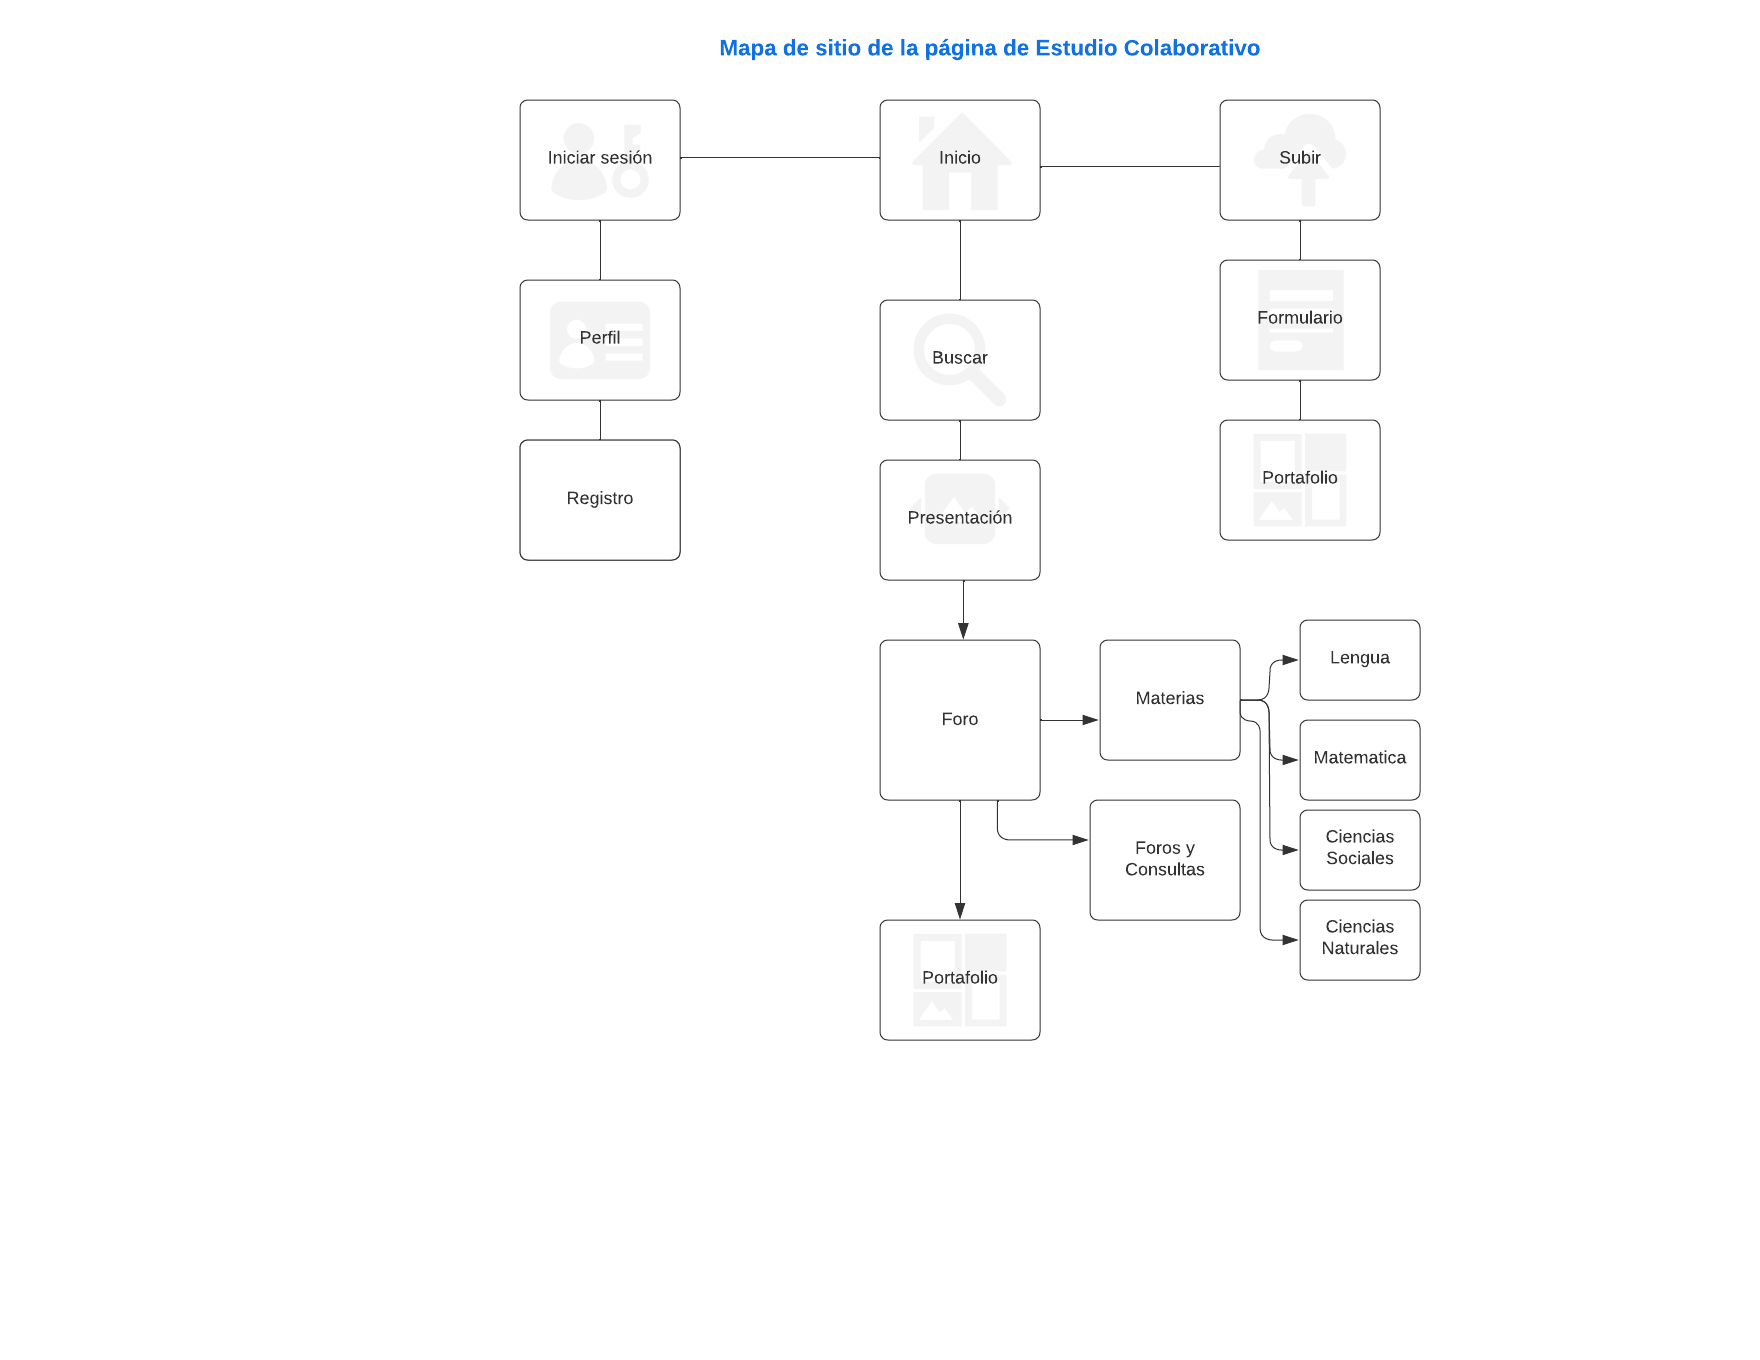 Mapa de sitio de la página de Estudio Colaborativo
Iniciar sesión
Inicio
Subir
Perfil
Buscar
Formulario
Registro
Presentación
Portafolio
Foro
Materias
Lengua
Matematica
Foros y
Consultas
Ciencias
Sociales
Ciencias
Naturales
Portafolio